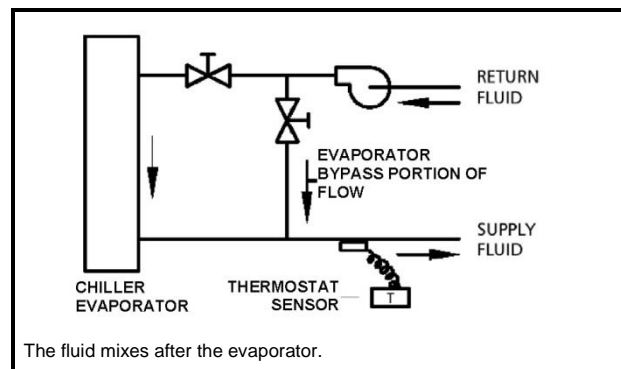 RETURN
FLUID
EVAPORATOR
BYPASS PORTION OF
FLOW
SUPPLY
FLUID
CHILLER
EVAPORATOR
THERMOSTAT
SENSOR
T
The fluid mixes after the evaporator.